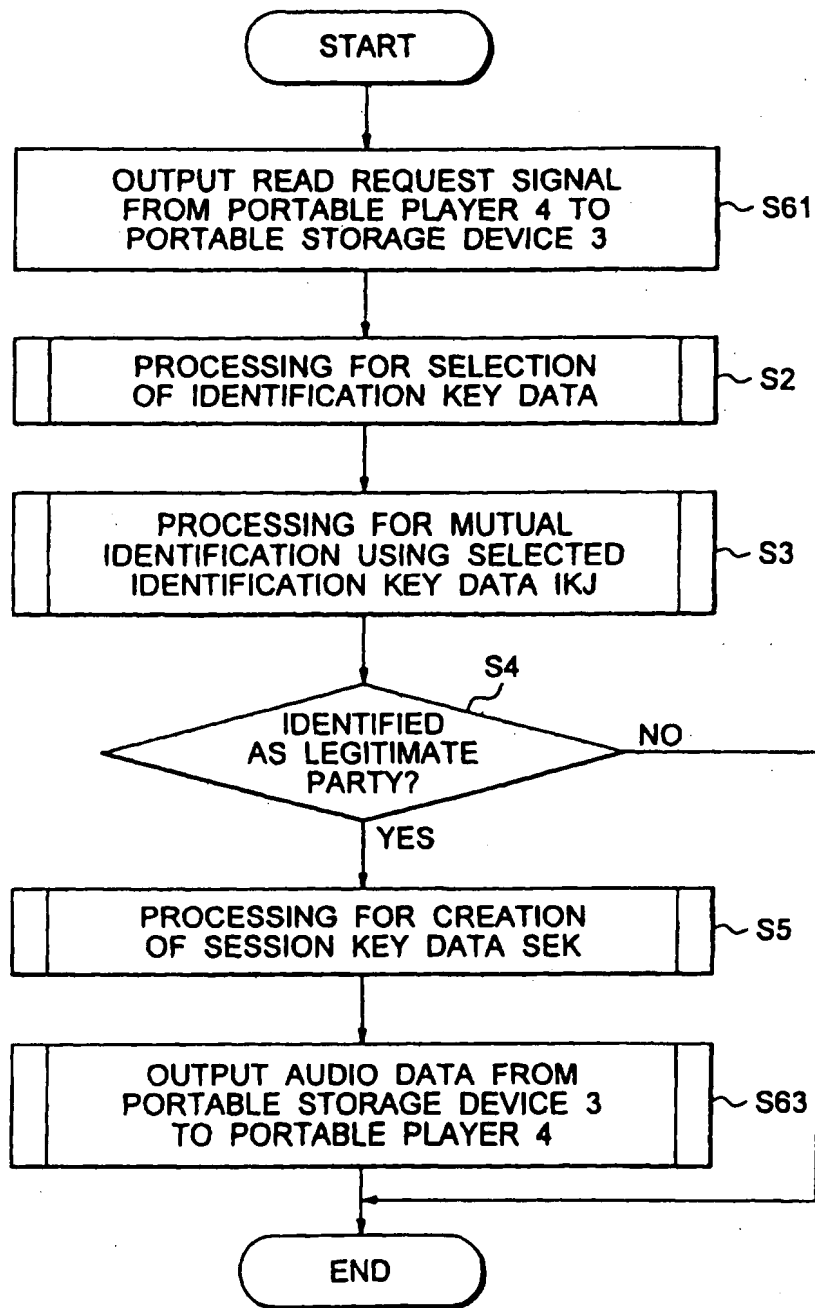 START
OUTPUT READ REQUEST SIGNAL
FROM PORTABLE PLAYER 4 TO
PORTABLE STORAGE DEVICE 3
S61
PROCESSING FOR SELECTION
OF IDENTIFICATION KEY DATA
S2
PROCESSING FOR MUTUAL
IDENTIFICATION USING SELECTED
IDENTIFICATION KEY DATA IKJ
S3
S4
IDENTIFIED
AS LEGITIMATE
PARTY?
NO
YES
PROCESSING FOR CREATION
OF SESSION KEY DATA SEK
S5
OUTPUT AUDIO DATA FROM
PORTABLE STORAGE DEVICE 3
TO PORTABLE PLAYER 4
S63
END